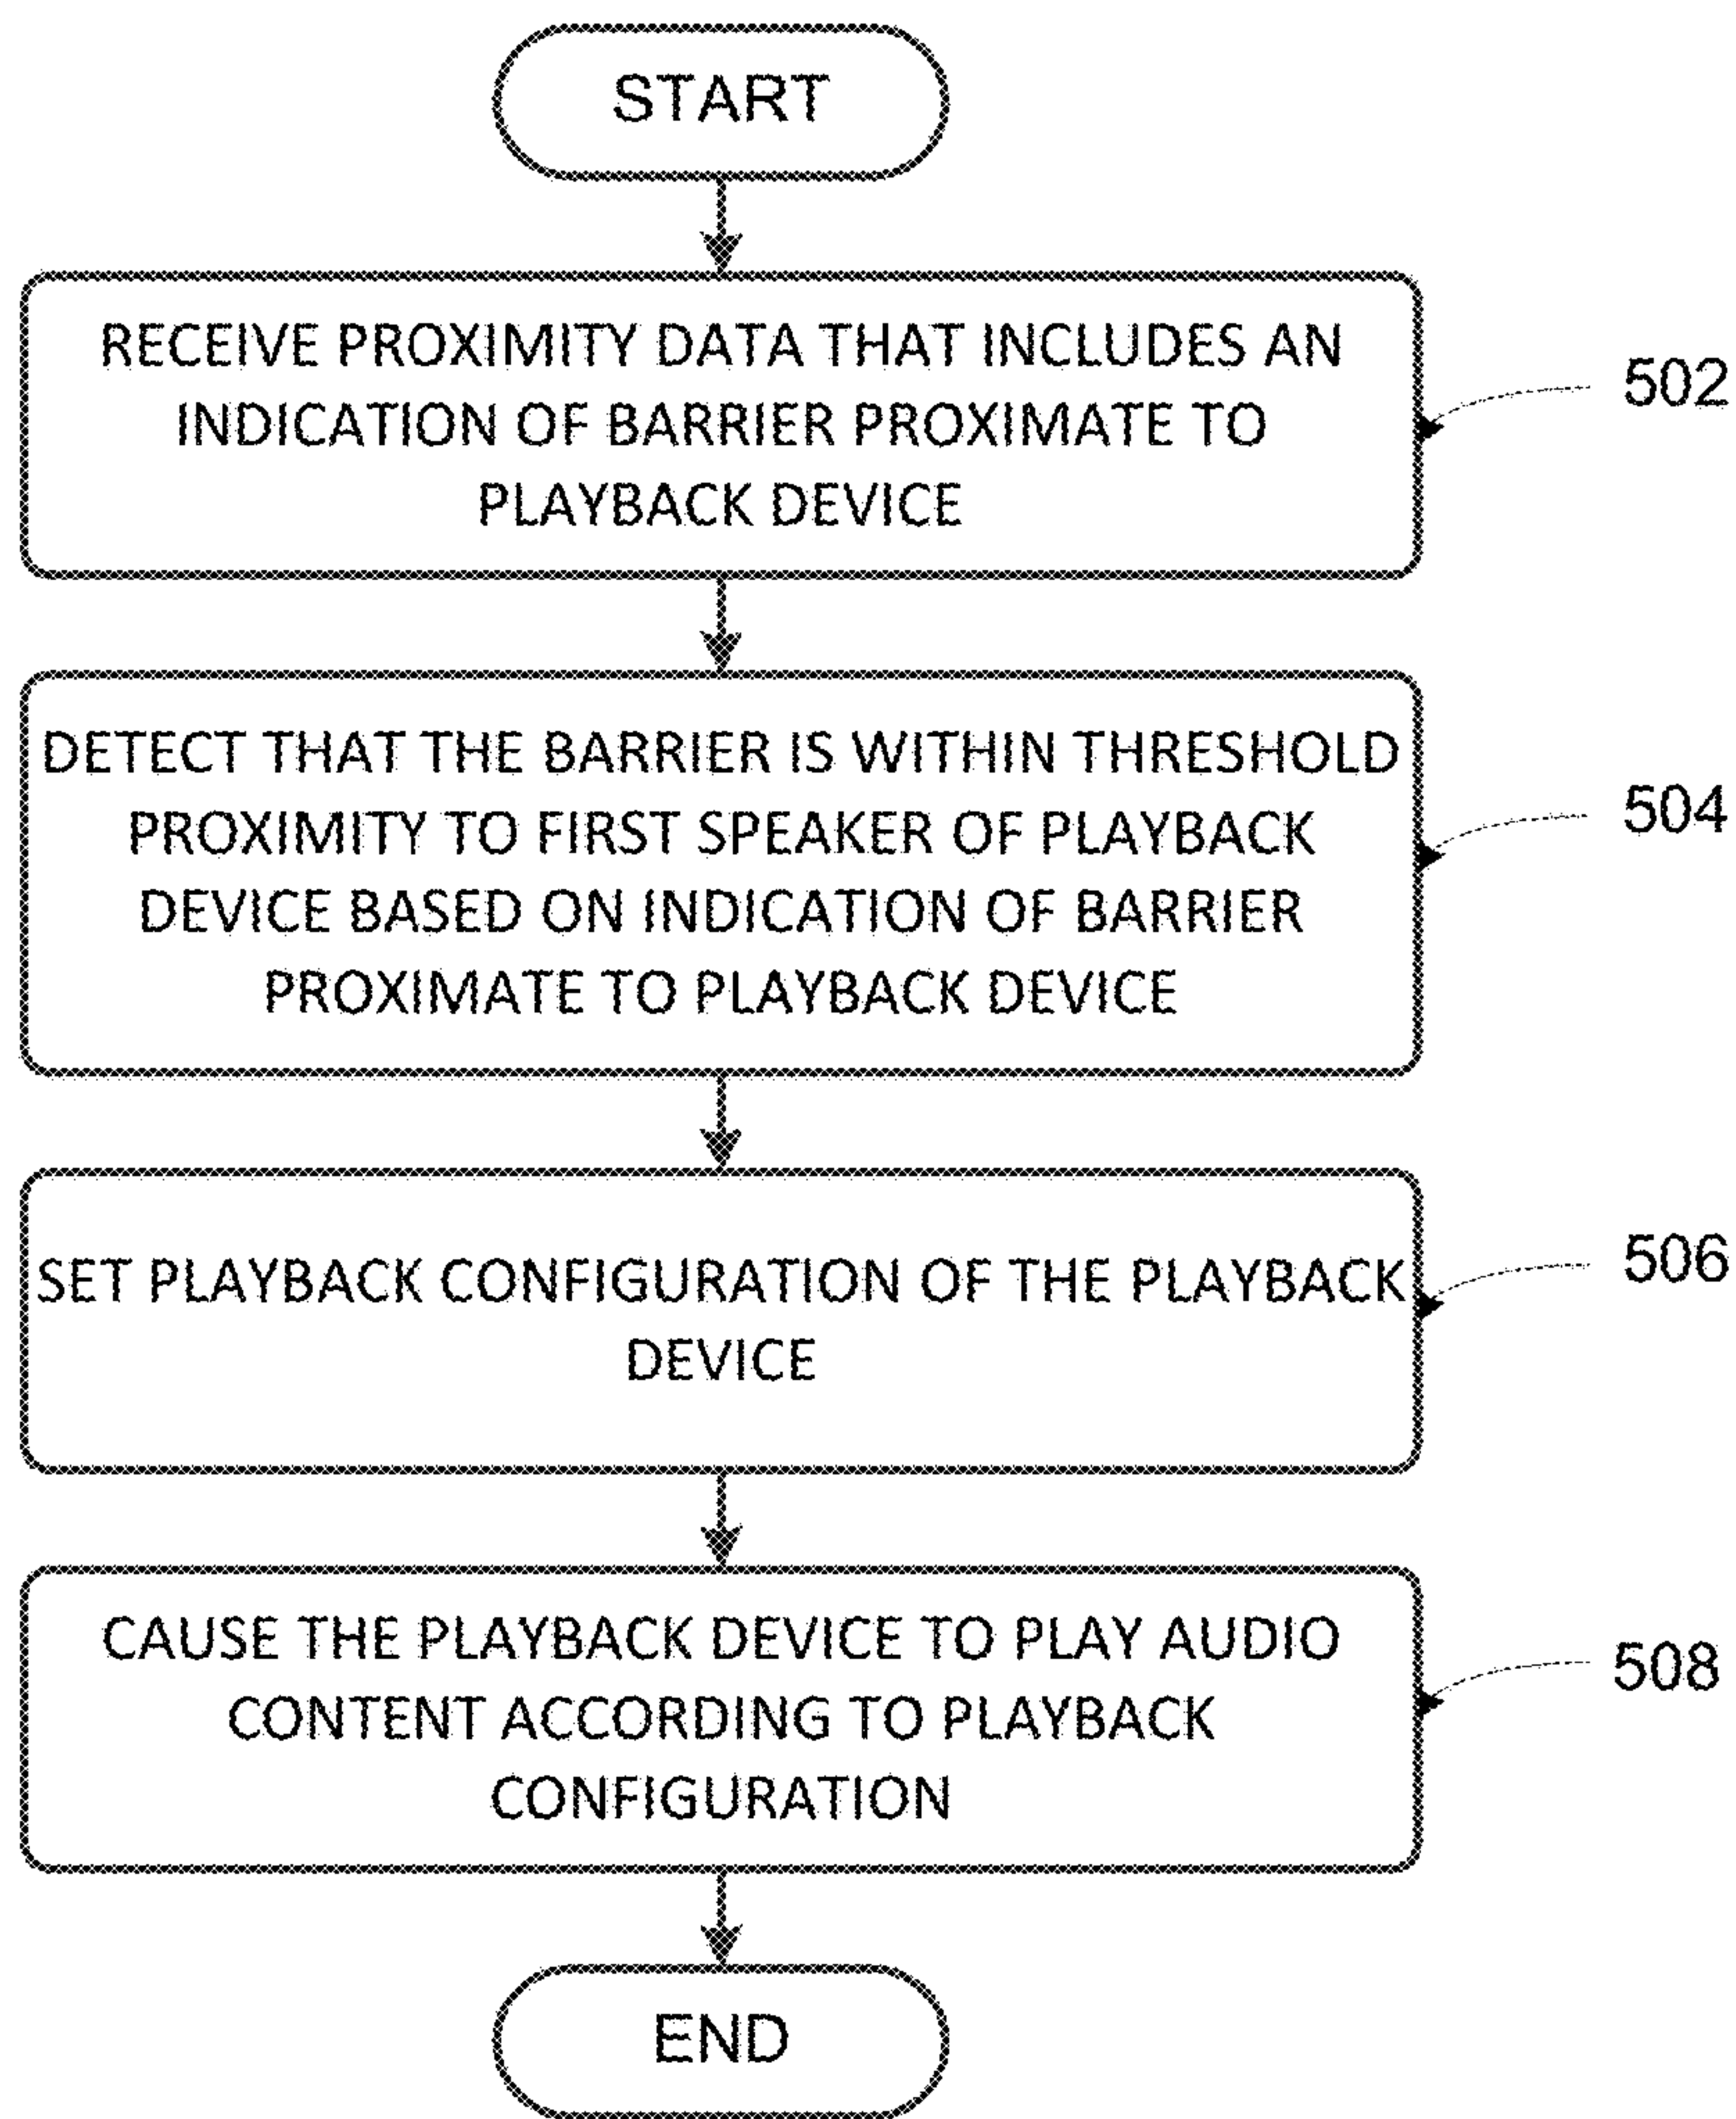 START
RECEIVE PROXIMITY DATA THAT INCLUDES AN
INDICATION OF BARRIER PROXIMATE TO
PLAYBACK DEVICE
502
DETECT THAT THE BARRIER IS WITHIN THRESHOLD
PROXIMITY TO FIRST SPEAKER OF PLAYBACK
DEVICE BASED ON INDICATION OF BARRIER
PROXIMATE TO PLAYBACK DEVICE
504
SET PLAYBACK CONFIGURATION OF THE PLAYBACK
DEVICE
506
CAUSE THE PLAYBACK DEVICE TO PLAY AUDIO
CONTENT ACCORDING TO PLAYBACK
CONFIGURATION
508
END